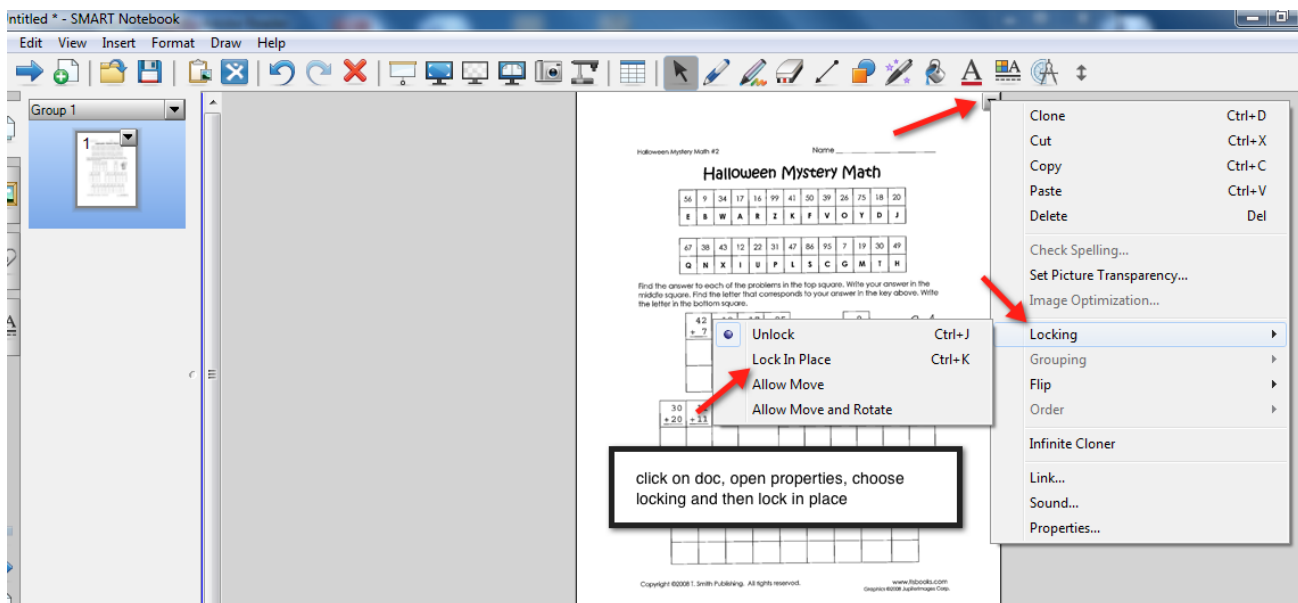 ntitled * - SMART Notebook
Edit View Insert Format Draw Help
Group 1
1
Halloween Mystery Math #2 Name
Halloween Mystery Math
56 9 34 17 16 99 41 50 39 26 75 18 20
E B W A R Z K F V O Y D J
67 38 43 12 22 31 47 86 95 7 19 30 49
Q N X I U P L S C G M T H
Find the answer to each of the problems in the top square. Write your answer in the
middle square. Find the letter that corresponds to your answer in the key above. Write
the letter in the bottom square.
42
+ 7
30
+20 +11
Unlock Ctrl+J
Lock In Place Ctrl+K
Allow Move
Allow Move and Rotate
click on doc, open properties, choose
locking and then lock in place
Copyright ©2008 T. Smith Publishing. All rights reserved. www.tlsbooks.com
Graphics ©2008 JupiterImages Corp.
Clone Ctrl+D
Cut Ctrl+X
Copy Ctrl+C
Paste Ctrl+V
Delete Del
Check Spelling...
Set Picture Transparency...
Image Optimization...
Locking
Grouping
Flip
Order
Infinite Cloner
Link...
Sound...
Properties...